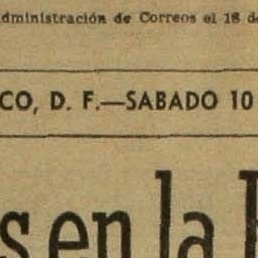 administración de Correos el 18 de
CO, D. F.—SABADO 10
s en la